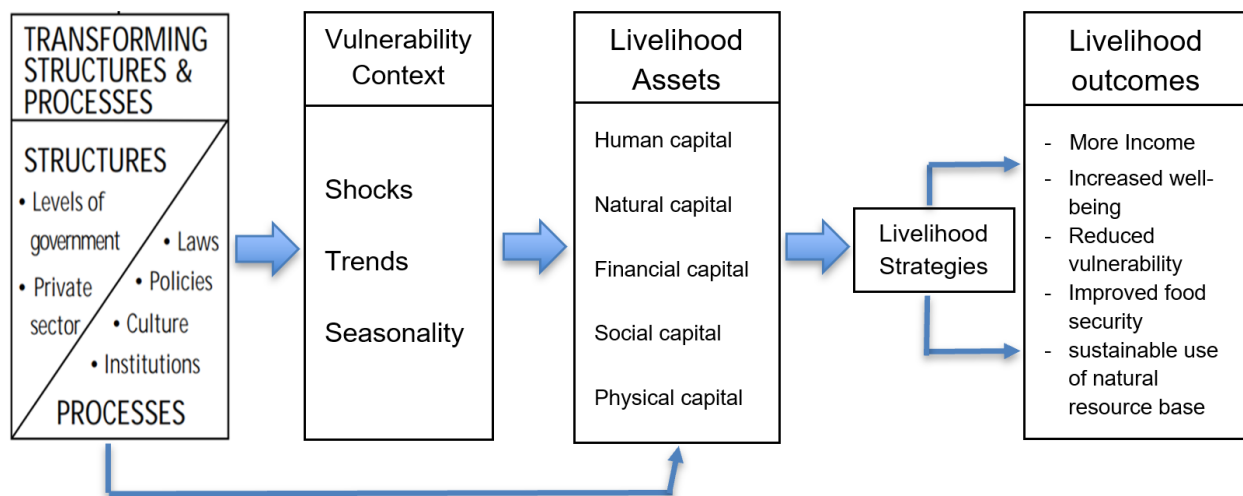 TRANSFORMING
STRUCTURES &
PROCESSES
STRUCTURES
• Levels of
government
• Private
sector
• Laws
• Policies
• Culture
• Institutions
PROCESSES
Vulnerability
Context
Shocks
Trends
Seasonality
Livelihood
Assets
Human capital
Natural capital
Financial capital
Social capital
Physical capital
Livelihood
Strategies
Livelihood
outcomes
- More Income
- Increased well-
being
- Reduced
vulnerability
- Improved food
security
- sustainable use
of natural
resource base